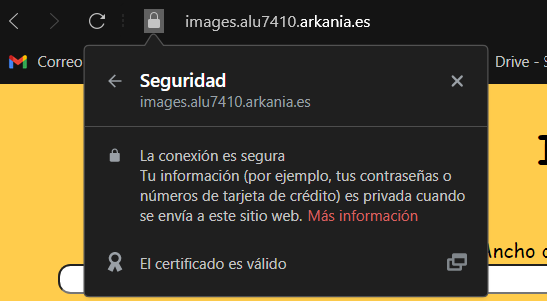 images.alu7410.arkania.es
Correo
Drive - S
Seguridad
images.alu7410.arkania.es
La conexión es segura
Tu información (por ejemplo, tus contraseñas o
números de tarjeta de crédito) es privada cuando
se envía a este sitio web. Más información
Ancho
El certificado es válido